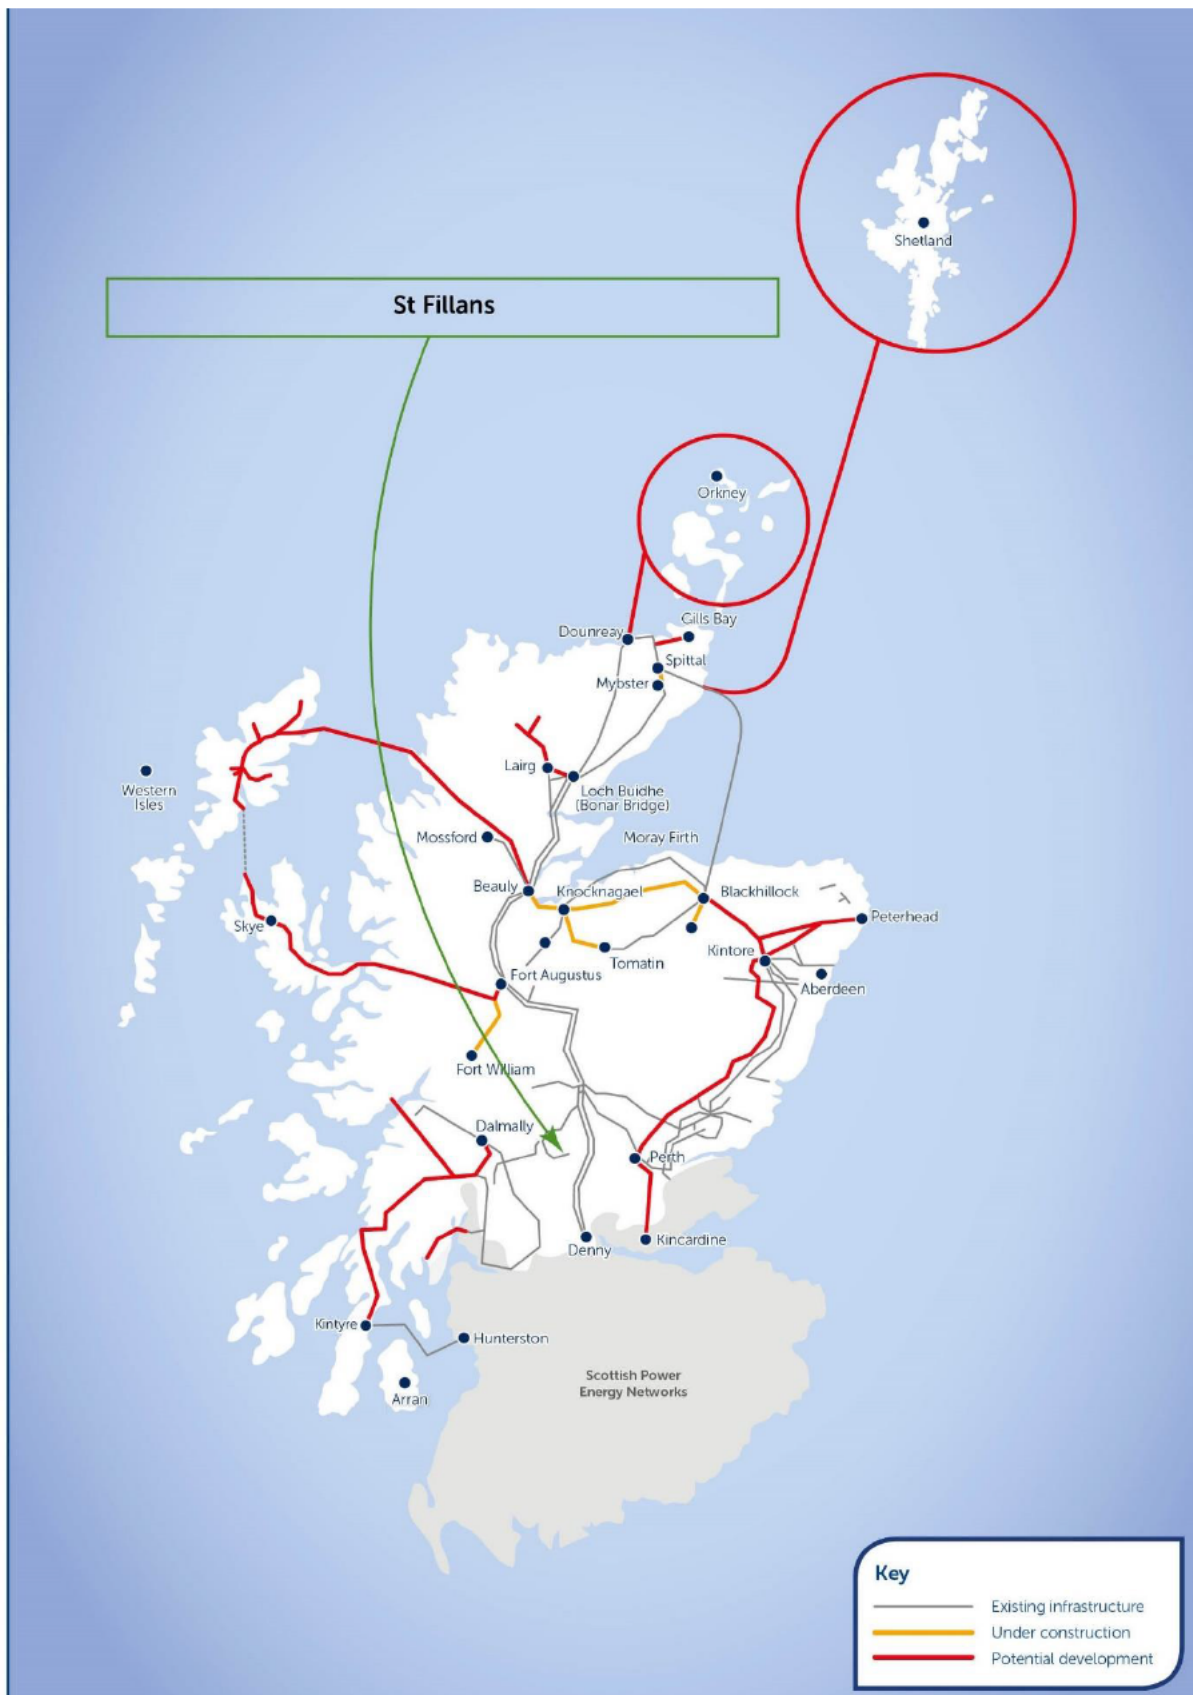 Shetland
St Fillans
Orkney
Gills Bay
Dounreay
Spittal
Mybster
Lairg
Loch Buidhe
(Bonar Bridge)
Western
Isles
Mossford
Moray Firth
Beauly
Knocknagael
Blackhillock
Peterhead
Skye
Kintore
Tomatin
Fort Augustus
Aberdeen
Fort William
Dalmally
Perth
Kincardine
Denny
Kintyre
Hunterston
Arran
Scottish Power
Energy Networks
Key
Existing infrastructure
Under construction
Potential development